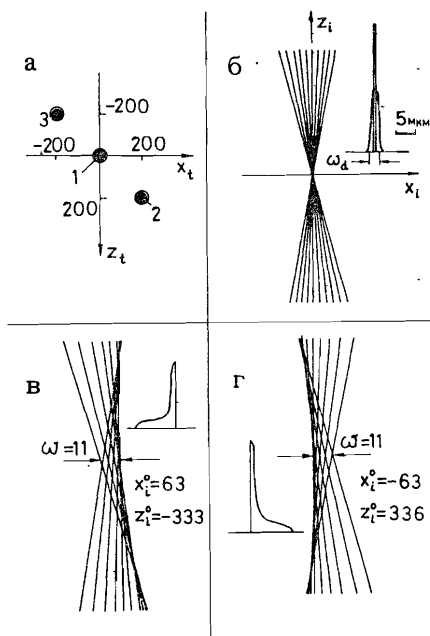 а
-200
3
-200
200
1
x_t
200
2
z_t
б
z_i
5мкм
ω_d
x_i
в
ω=11
x_i^o=63
z_i^o=-333
г
ω=11
x_i^o=-63
z_i^o=336